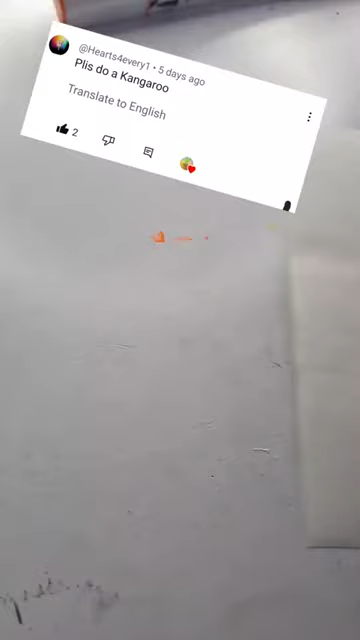 @Hearts4every1 • 5 days ago
Plis do a Kangaroo
Translate to English
2